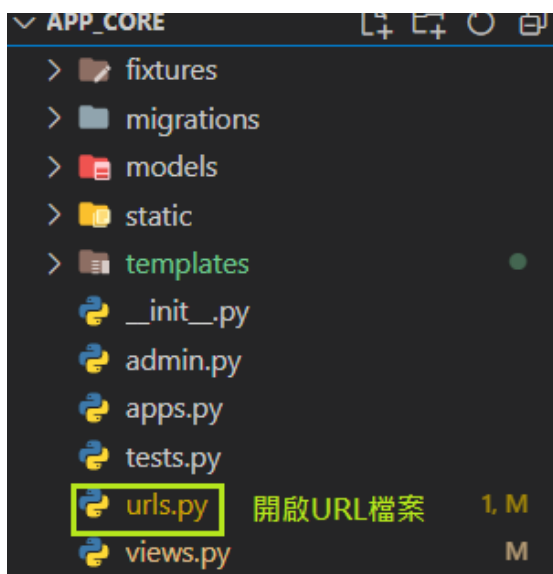 APP_CORE
fixtures
migrations
models
static
templates
__init__.py
admin.py
apps.py
tests.py
urls.py 開啟URL檔案 1, M
views.py M